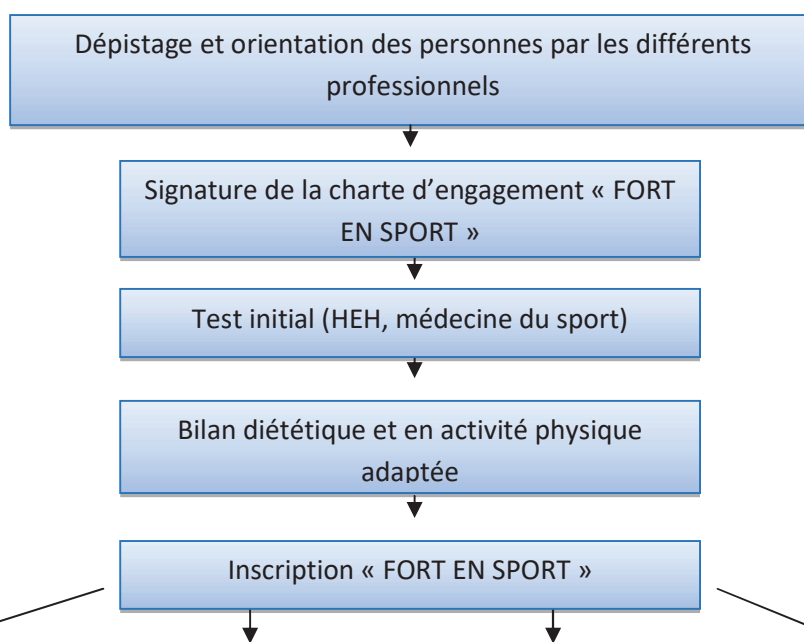 Dépistage et orientation des personnes par les différents
professionnels
Signature de la charte d’engagement « FORT
EN SPORT »
Test initial (HEH, médecine du sport)
Bilan diététique et en activité physique
adaptée
Inscription « FORT EN SPORT »